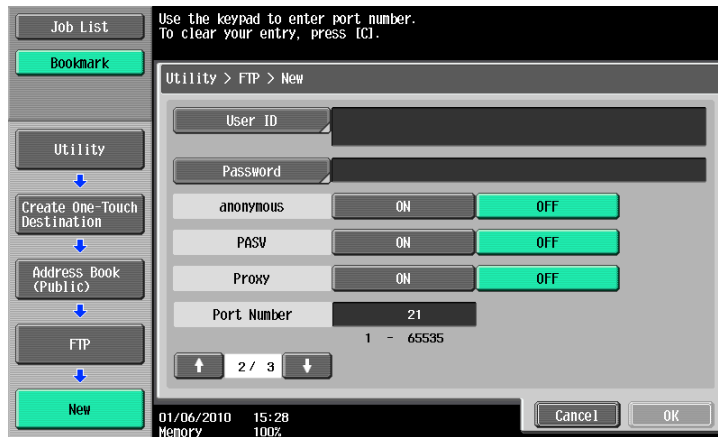 Job List
Bookmark
Use the keypad to enter port number.
To clear your entry, press [C].
Utility > FTP > New
Utility
Create One-Touch
Destination
Address Book
(Public)
FTP
New
User ID
Password
anonymous ON OFF
PASV ON OFF
Proxy ON OFF
Port Number 21
1 - 65535
2/ 3
Cancel OK
01/06/2010 15:28
Memory 100%